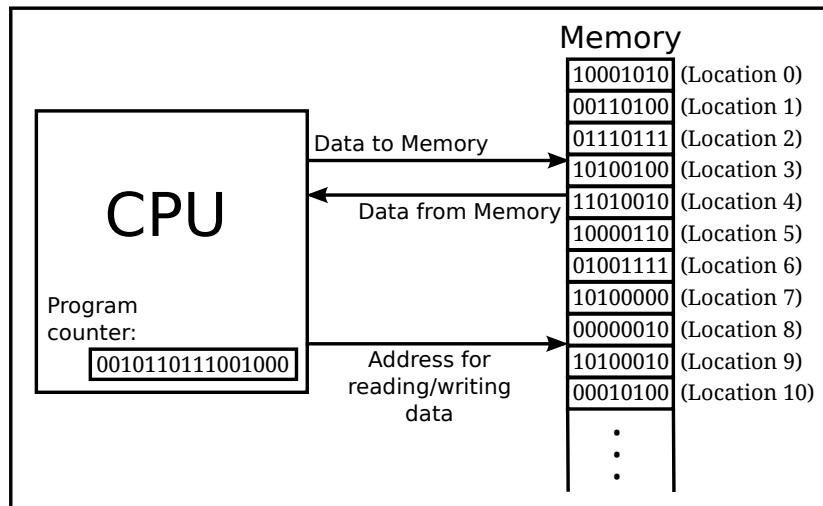 Memory
10001010 (Location 0)
00110100 (Location 1)
01110111 (Location 2)
10100100 (Location 3)
11010010 (Location 4)
10000110 (Location 5)
01001111 (Location 6)
10100000 (Location 7)
00000010 (Location 8)
10100010 (Location 9)
00010100 (Location 10)
Data to Memory
Data from Memory
CPU
Program
counter:
0010110111001000
Address for
reading/writing
data